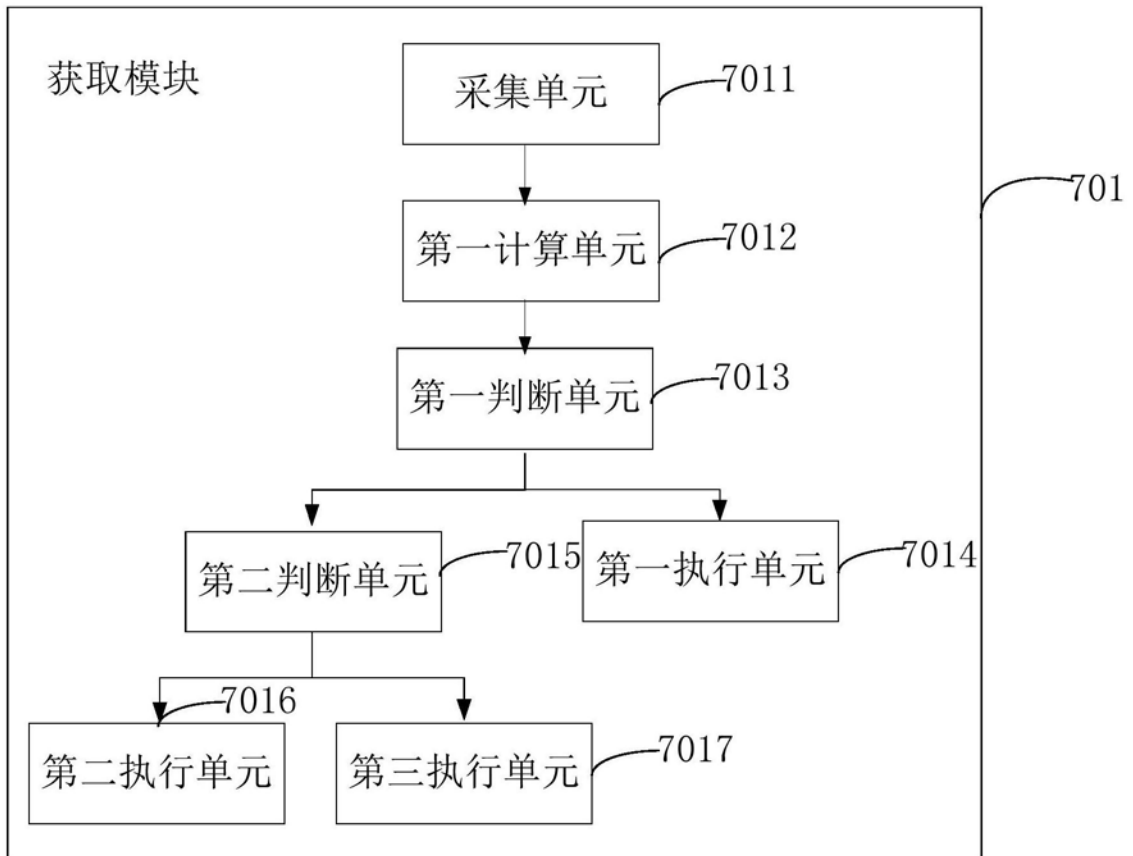 获取模块
采集单元
7011
701
第一计算单元
7012
第一判断单元
7013
第二判断单元
7015
第一执行单元
7014
7016
第二执行单元
第三执行单元
7017